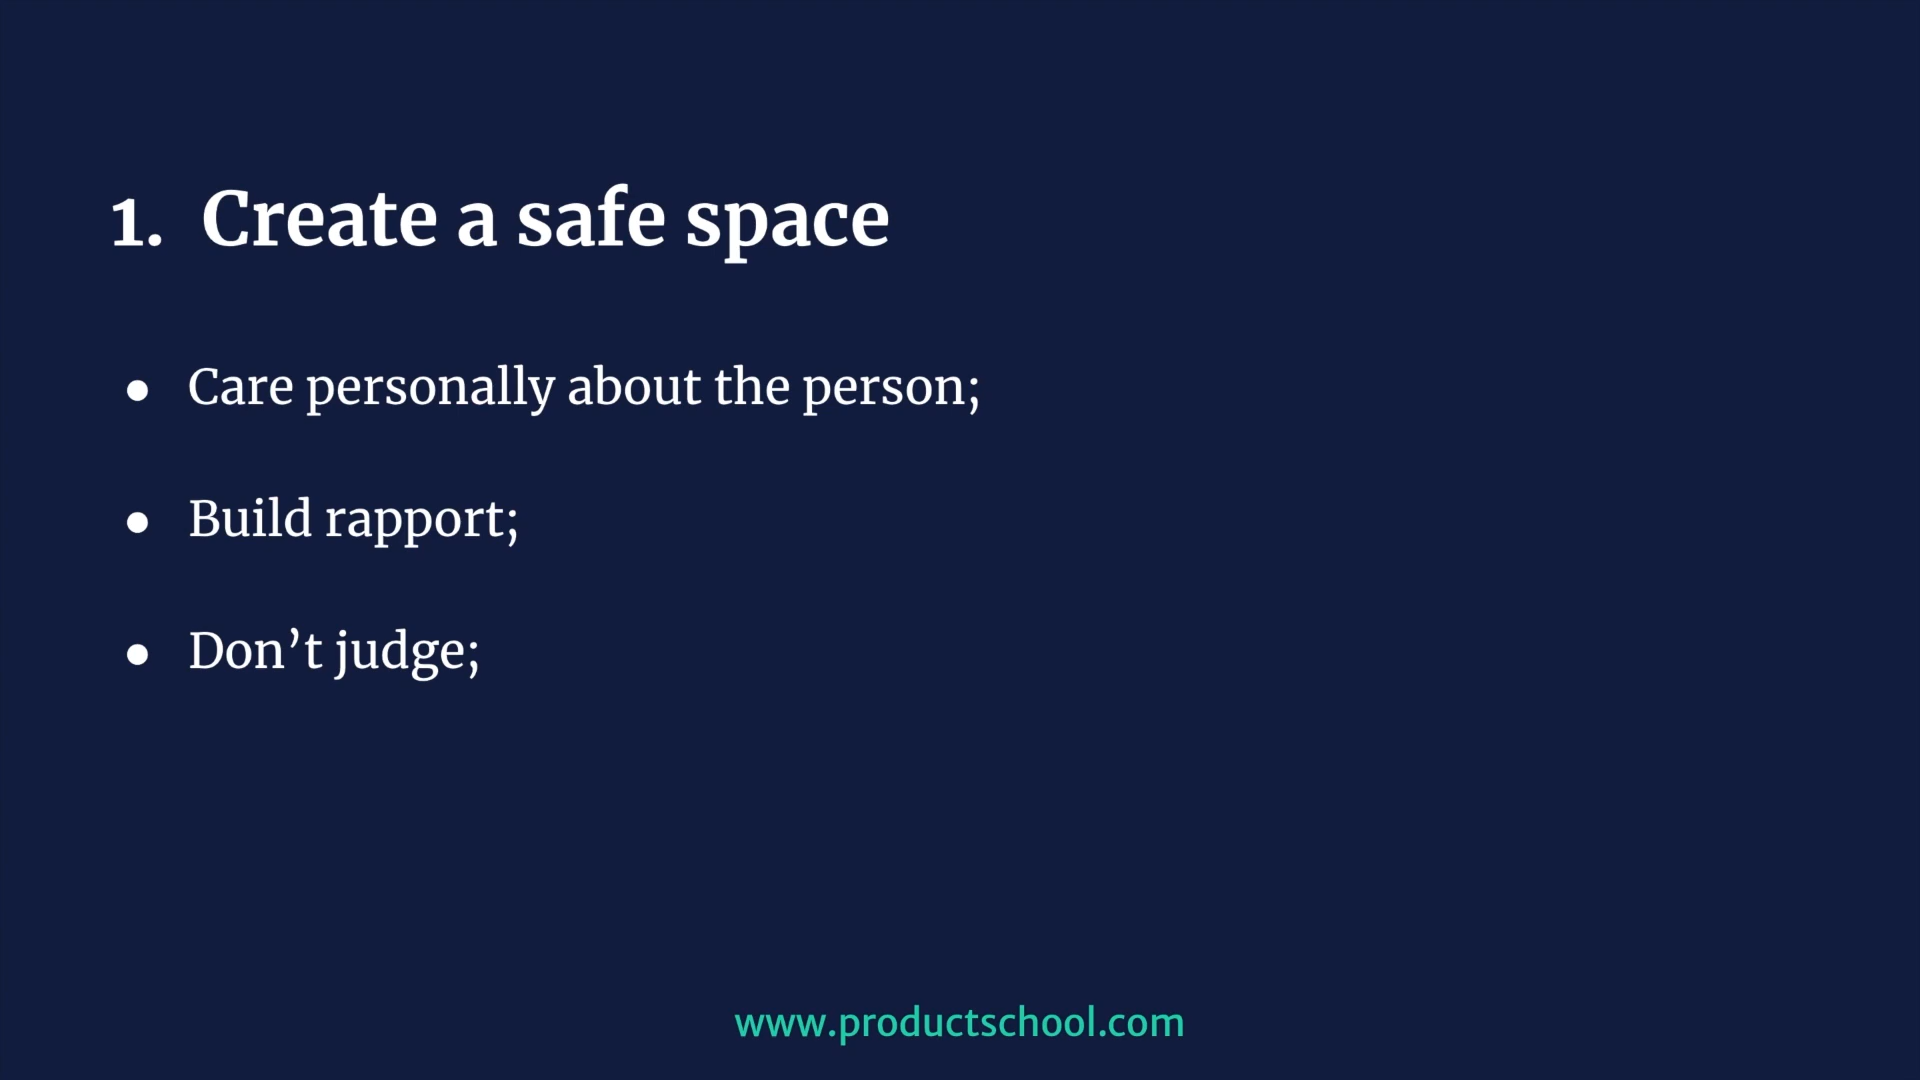 1. Create a safe space
● Care personally about the person;
● Build rapport;
● Don’t judge;
www.productschool.com